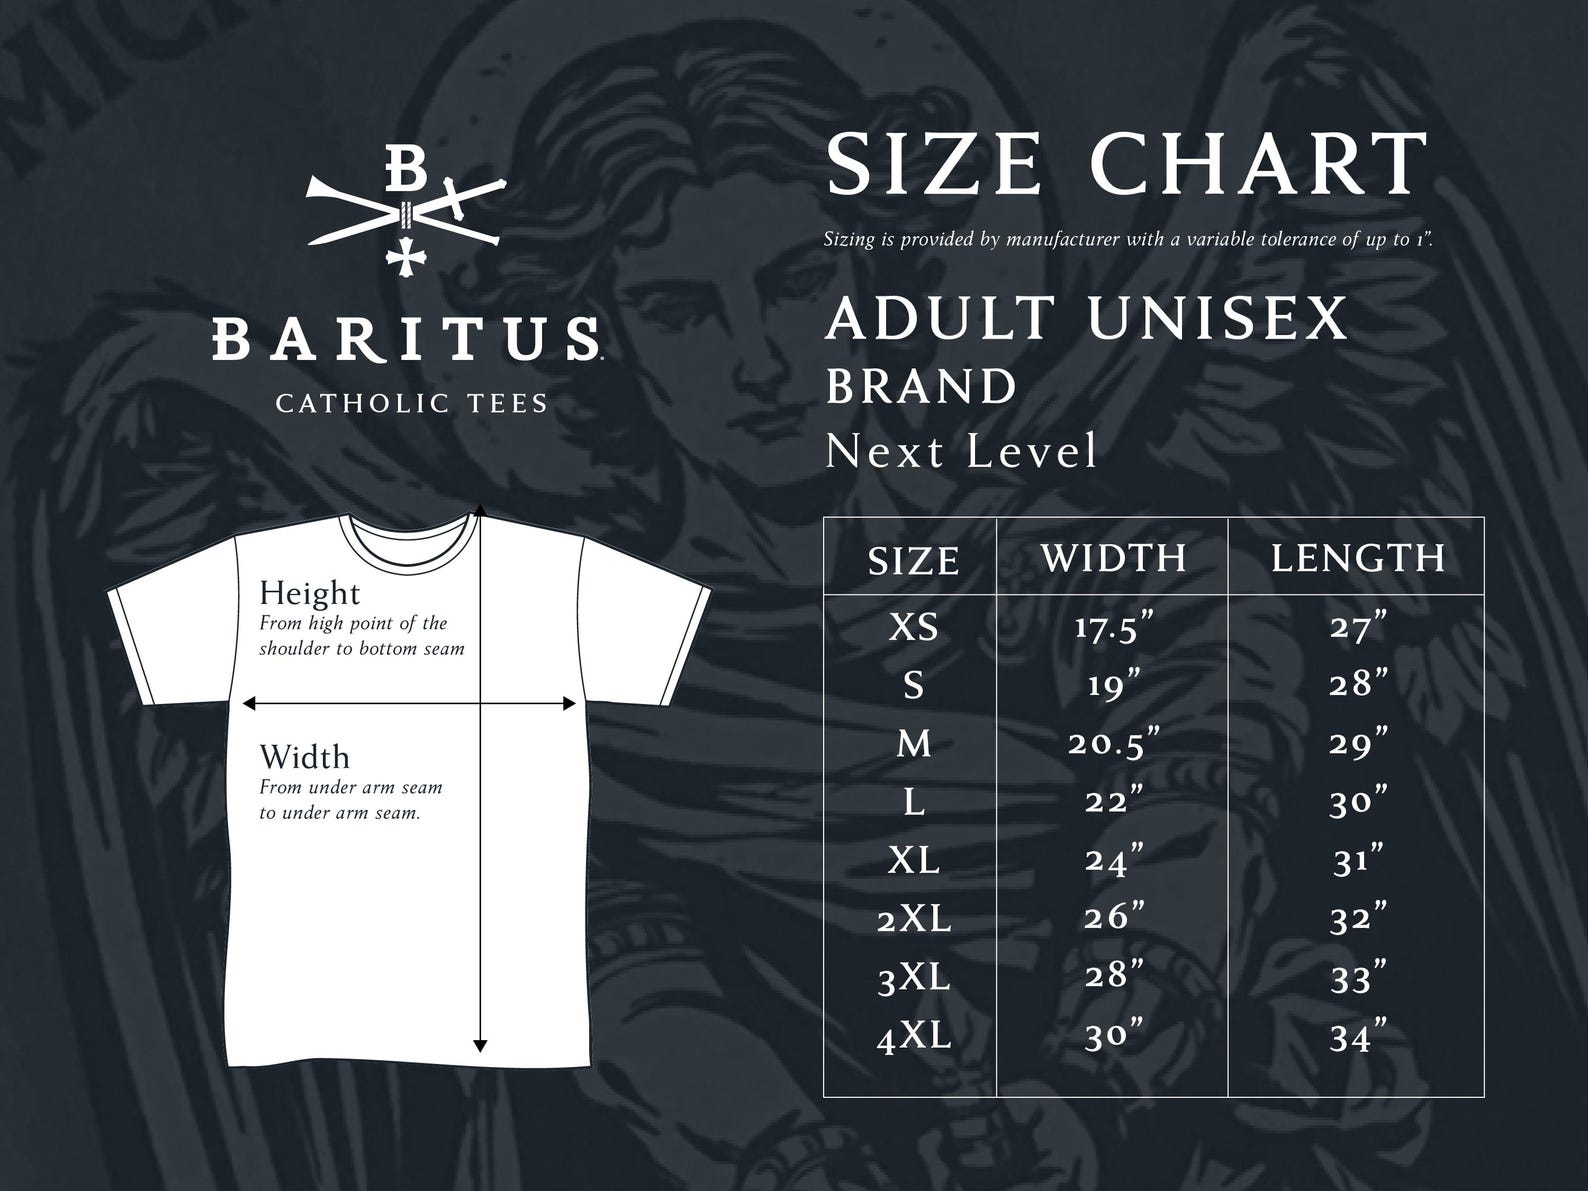 MICH
B
BARITUS.
CATHOLIC TEES
Height
From high point of the
shoulder to bottom seam
Width
From under arm seam
to under arm seam.
SIZE CHART
Sizing is provided by manufacturer with a variable tolerance of up to 1”.
ADULT UNISEX
BRAND
Next Level
SIZE WIDTH LENGTH
XS 17.5” 27”
S 19” 28”
M 20.5” 29”
L 22” 30”
XL 24” 31”
2XL 26” 32”
3XL 28” 33”
4XL 30” 34”